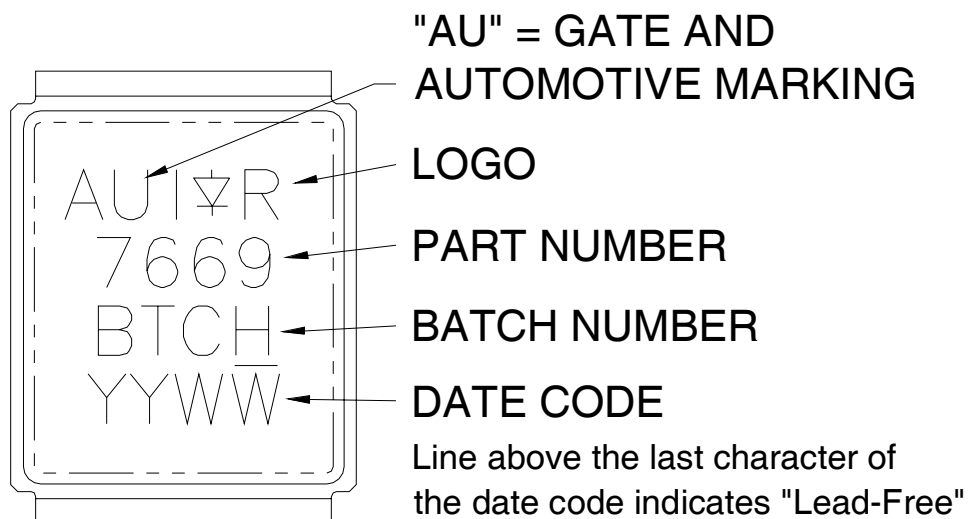 "AU" = GATE AND
AUTOMOTIVE MARKING
AUI R
LOGO
7669
PART NUMBER
BTCH
BATCH NUMBER
YYWW
DATE CODE
Line above the last character of
the date code indicates "Lead-Free"